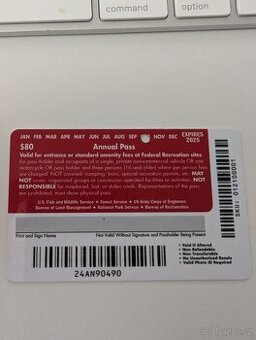 JAN FEB MAR APR MAY JUN JUL AUG SEP NOV DEC EXPIRES 2025
$80 Annual Pass
Valid for entrance or standard amenity fees at Federal Recreation sites
for pass holder and occupants of a single, private non-commercial vehicle OR one
motorcycle OR pass holder and three persons (16 and older) where per person fees
are charged. NOT covered: camping, tours, special recreation permits, etc. MAY
NOT cover: organized groups or concession operated facilities or activities. NOT
RESPONSIBLE for misplaced, lost, or stolen cards. Representations of the pass are
prohibited, must show physical pass.
U.S. Fish and Wildlife Service • Forest Service • US Army Corps of Engineers
Bureau of Land Management • National Park Service • Bureau of Reclamation
Print and Sign Name Not Valid Without Signature and Passholder Being Present
• Void if Altered
• Non Refundable
• Non Transferable
• No Unauthorized Resale
• Valid Photo ID Required
24AN90490
SKU: 012100001